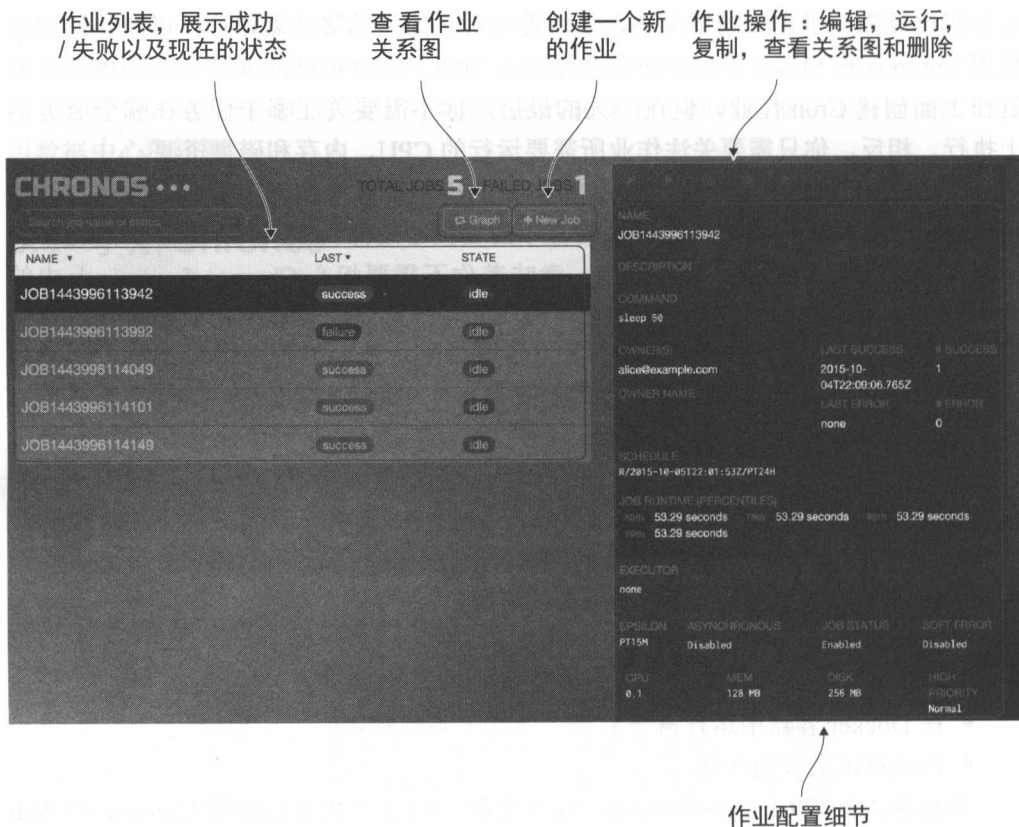 作业列表，展示成功
/失败以及现在的状态
查看作业
关系图
创建一个新
的作业
作业操作：编辑，运行，
复制，查看关系图和删除
CHRONOS •••
TOTAL JOBS 5 FAILED JOBS 1
Search job name or status
Graph
+ New Job
NAME ▼ LAST ▼ STATE
JOB1443996113942 success idle
JOB1443996113992 failure idle
JOB1443996114049 success idle
JOB1443996114101 success idle
JOB1443996114149 success idle
NAME
JOB1443996113942
DESCRIPTION
COMMAND
sleep 50
OWNER(S) LAST SUCCESS # SUCCESS
alice@example.com 2015-10- 1
04T22:09:06.765Z
OWNER NAME
LAST ERROR # ERROR
none 0
SCHEDULE
R/2015-10-05T22:01:53Z/PT24H
JOB RUNTIME (PERCENTILES)
53.29 seconds 53.29 seconds 53.29 seconds
53.29 seconds
EXECUTOR
none
EPSILON ASYNCHRONOUS JOB STATUS SOFT ERROR
PT15M Disabled Enabled Disabled
CPU MEM DISK HIGH
PRIORITY
0.1 128 MB 256 MB
Normal
作业配置细节